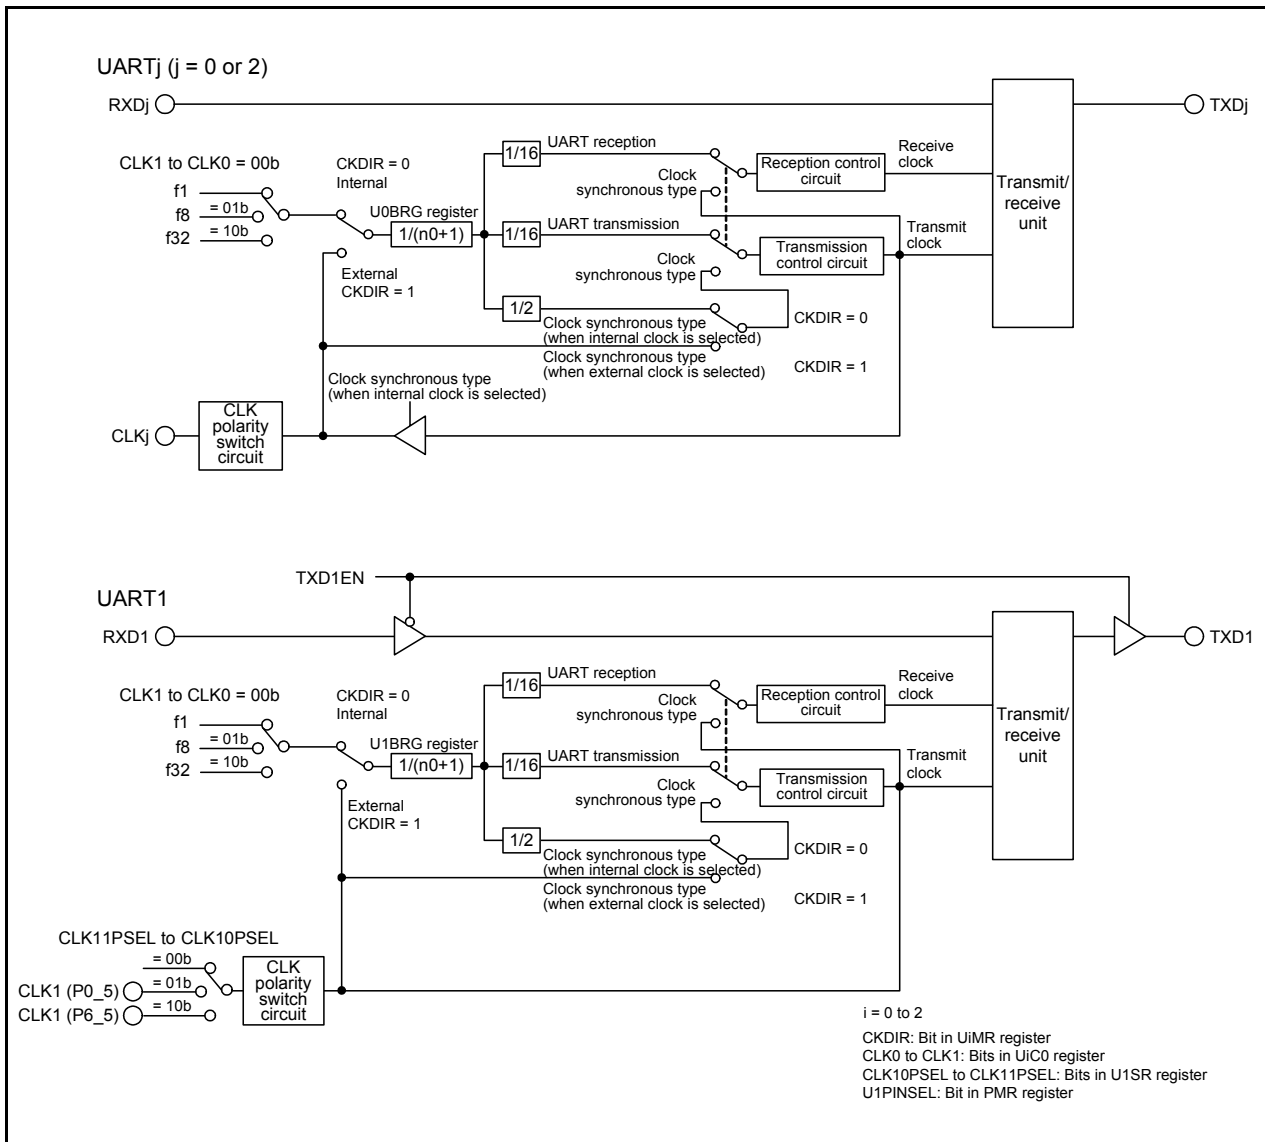 UARTj (j = 0 or 2)
RXDj
TXDj
CLK1 to CLK0 = 00b
f1
f8
= 01b
f32
= 10b
CKDIR = 0
Internal
U0BRG register
1/(n0+1)
External
CKDIR = 1
1/16
UART reception
Clock
synchronous type
Reception control
circuit
Receive
clock
1/16
UART transmission
Clock
synchronous type
Transmission
control circuit
Transmit
clock
Transmit/
receive
unit
1/2
Clock synchronous type
(when internal clock is selected)
CKDIR = 0
Clock synchronous type
(when external clock is selected)
CKDIR = 1
Clock synchronous type
(when internal clock is selected)
CLKj
CLK
polarity
switch
circuit
TXD1EN
UART1
RXD1
TXD1
CLK1 to CLK0 = 00b
f1
f8
= 01b
f32
= 10b
CKDIR = 0
Internal
U1BRG register
1/(n0+1)
External
CKDIR = 1
1/16
UART reception
Clock
synchronous type
Reception control
circuit
Receive
clock
1/16
UART transmission
Clock
synchronous type
Transmission
control circuit
Transmit
clock
Transmit/
receive
unit
1/2
Clock synchronous type
(when internal clock is selected)
CKDIR = 0
Clock synchronous type
(when external clock is selected)
CKDIR = 1
CLK11PSEL to CLK10PSEL
= 00b
CLK1 (P0_5)
= 01b
CLK1 (P6_5)
= 10b
CLK
polarity
switch
circuit
i = 0 to 2
CKDIR: Bit in UiMR register
CLK0 to CLK1: Bits in UiC0 register
CLK10PSEL to CLK11PSEL: Bits in U1SR register
U1PINSEL: Bit in PMR register